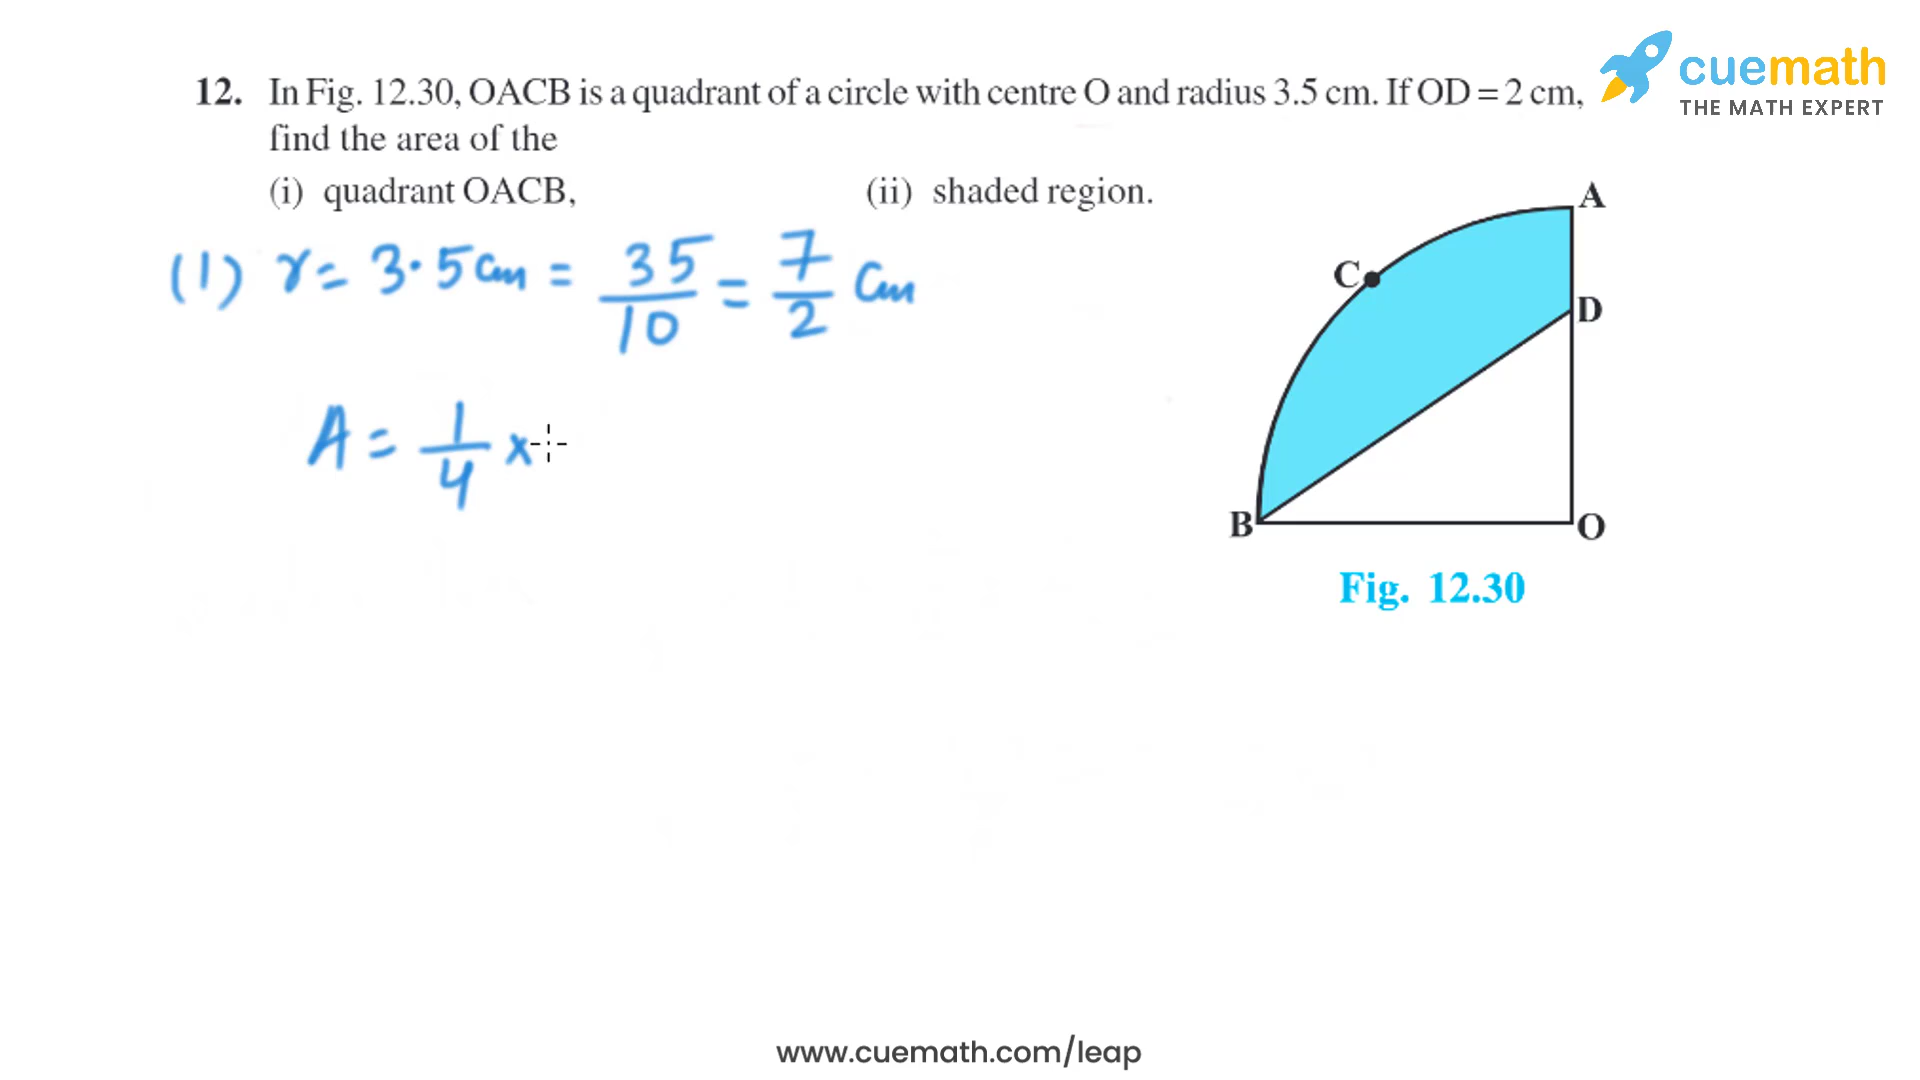 12. In Fig. 12.30, OACB is a quadrant of a circle with centre O and radius 3.5 cm. If OD = 2 cm,
find the area of the
(i) quadrant OACB, (ii) shaded region.
cuemath
THE MATH EXPERT
(1) r = 3.5 cm = 35/10 = 7/2 cm
A = 1/4 x
A
C
D
B
O
Fig. 12.30
www.cuemath.com/leap